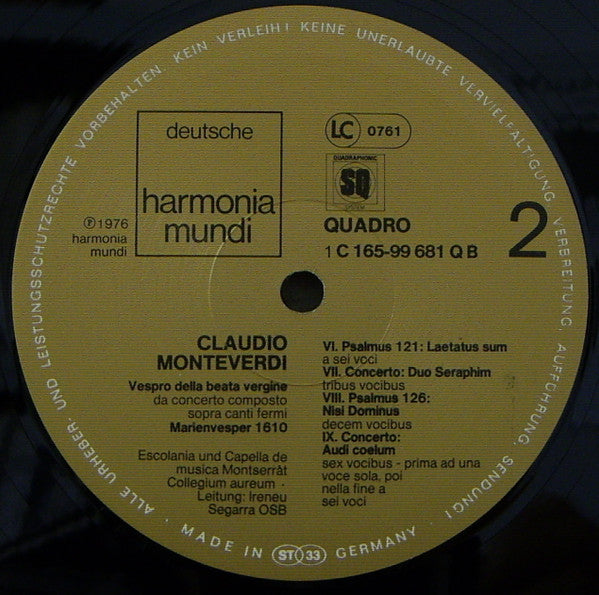 ALLE URHEBER- UND LEISTUNGSSCHUTZRECHTE VORBEHALTEN. KEIN VERLEIH! KEINE UNERLAUBTE VERVIELFÄLTIGUNG, VERBREITUNG, AUFFÜHRUNG, SENDUNG!
deutsche
harmonia
mundi
℗1976
harmonia
mundi
LC 0761
QUADRAPHONIC
SQ
QUADRO
1 C 165-99 681 Q B
2
CLAUDIO
MONTEVERDI
Vespro della beata vergine
da concerto composto
sopra canti fermi
Marienvesper 1610
Escolania und Capella de
musica Montserràt
Collegium aureum ·
Leitung: Ireneu
Segarra OSB
VI. Psalmus 121: Laetatus sum
a sei voci
VII. Concerto: Duo Seraphim
tribus vocibus
VIII. Psalmus 126:
Nisi Dominus
decem vocibus
IX. Concerto:
Audi coelum
sex vocibus - prima ad una
voce sola, poi
nella fine a
sei voci
· MADE IN ST 33 GERMANY ·